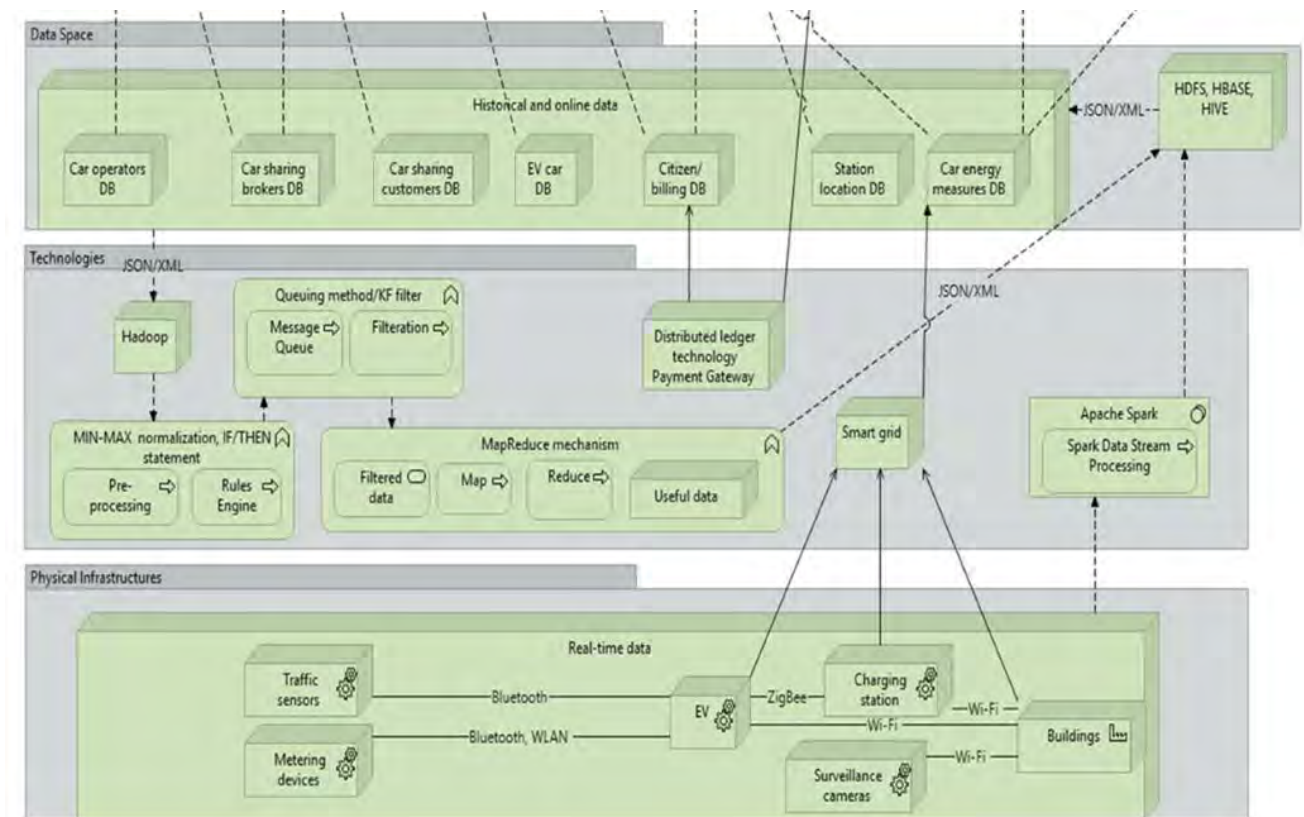 Data Space
Historical and online data
HDFS, HBASE,
HIVE
JSON/XML
Car operators
DB
Car sharing
brokers DB
Car sharing
customers DB
EV car
DB
Citizen/
billing DB
Station
location DB
Car energy
measures DB
Technologies
JSON/XML
Hadoop
Queuing method/KF filter
Message
Queue
Filteration
Distributed ledger
technology
Payment Gateway
JSON/XML
MIN-MAX normalization, IF/THEN
statement
Pre-
processing
Rules
Engine
MapReduce mechanism
Filtered
data
Map
Reduce
Useful data
Smart grid
Apache Spark
Spark Data Stream
Processing
Physical Infrastructures
Real-time data
Traffic
sensors
Bluetooth
Metering
devices
Bluetooth, WLAN
EV
ZigBee
Charging
station
Wi-Fi
Wi-Fi
Wi-Fi
Buildings
Surveillance
cameras